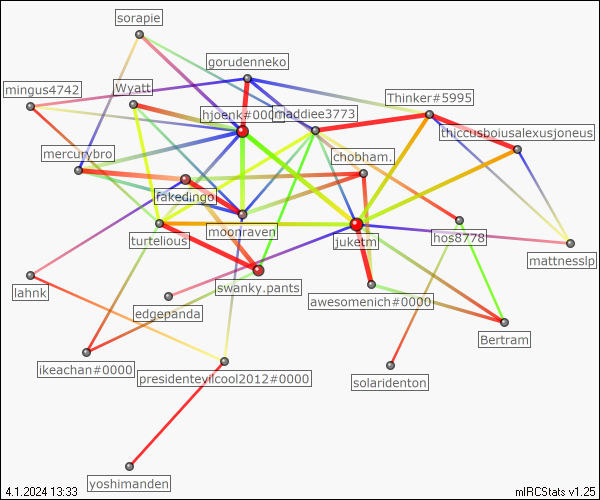 sorapie
gorudenneko
mingus4742
Wyatt
Thinker#5995
hjoenk#0000
maddiee3773
thiccusboiusalexusjoneus
mercurybro
chobham.
fakedingo
turtelious
moonraven
juketm
hos8778
mattnesslp
lahnk
swanky.pants
edgepanda
awesomenich#0000
Bertram
ikeachan#0000
presidentevilcool2012#0000
solaridenton
yoshimanden
4.1.2024 13:33
mIRCStats v1.25